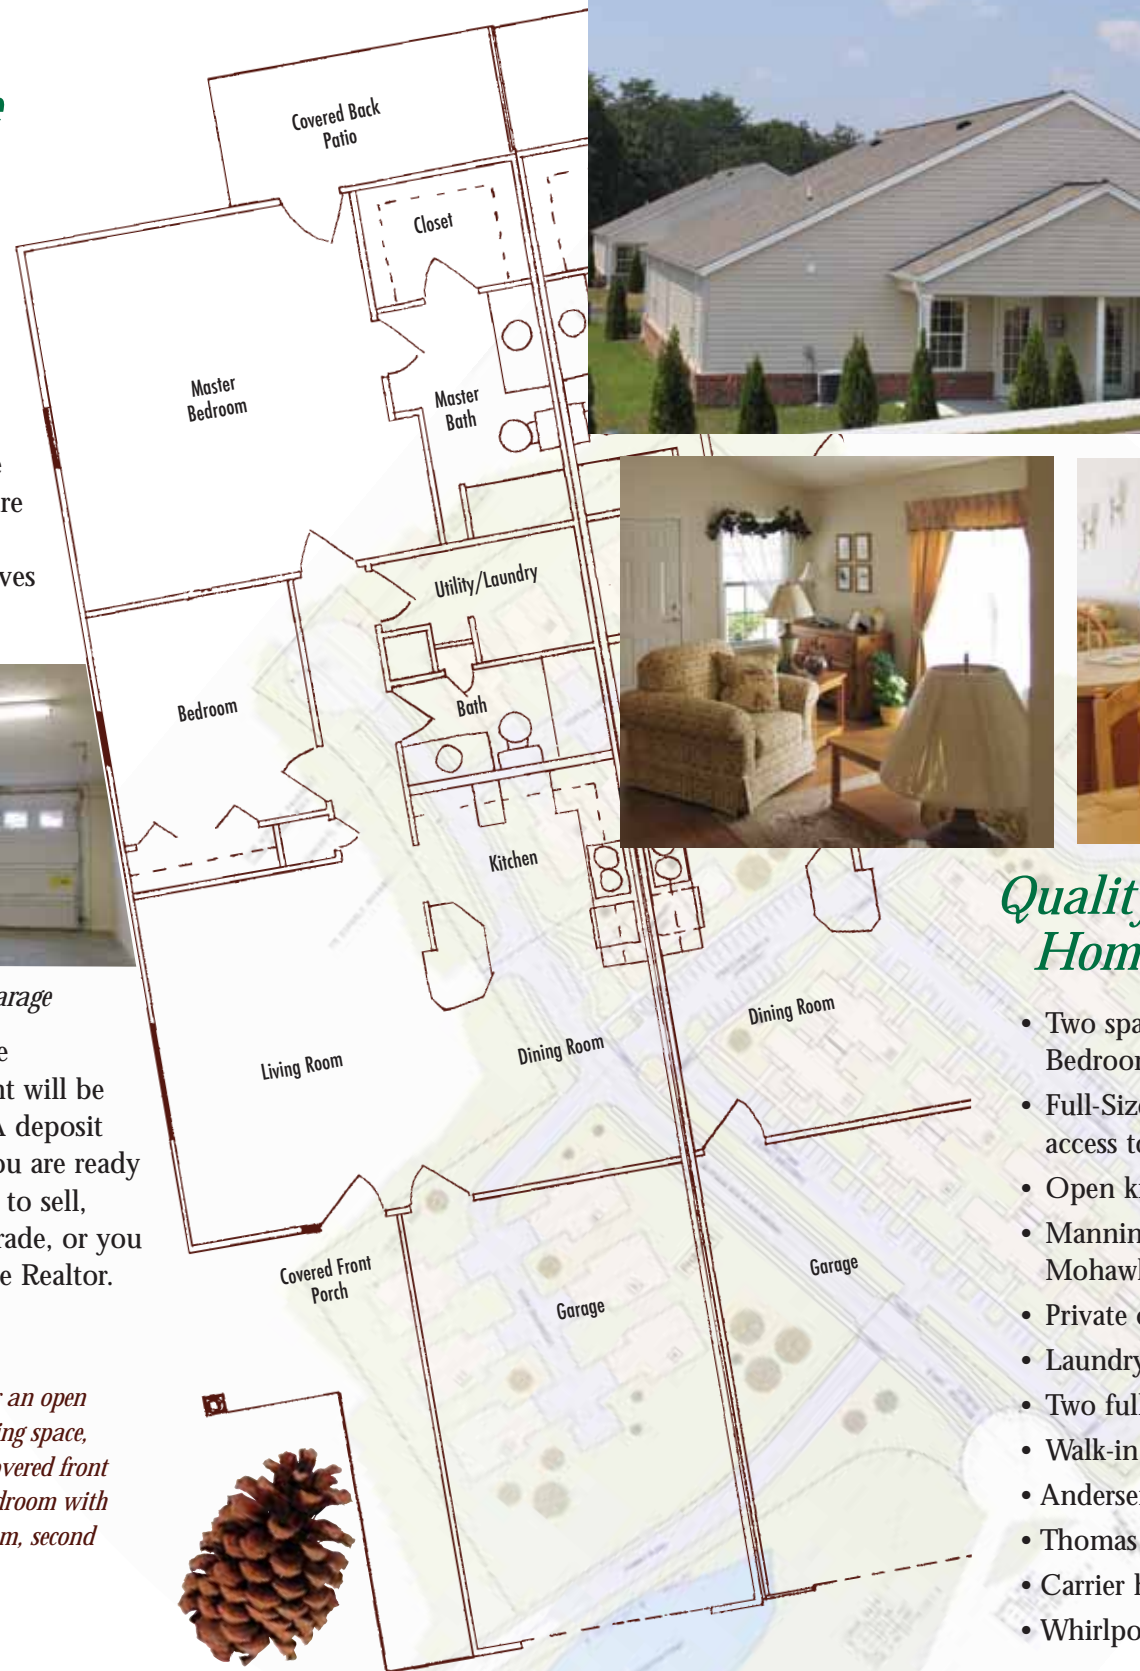 Covered Back
Patio
Closet
Master
Bedroom
Master
Bath
Utility/Laundry
Bedroom
Bath
Kitchen
Living Room
Dining Room
Dining Room
Covered Front
Porch
Garage
Garage
re
ves
arage
e
nt will be
A deposit
ou are ready
to sell,
rade, or you
e Realtor.
r an open
ing space,
overed front
droom with
m, second
Quality
Hom
• Two spa
Bedroom
• Full-Size
access to
• Open ki
• Mannin
Mohawk
• Private
• Laundry
• Two full
• Walk-in
• Anderse
• Thomas
• Carrier
• Whirlpo